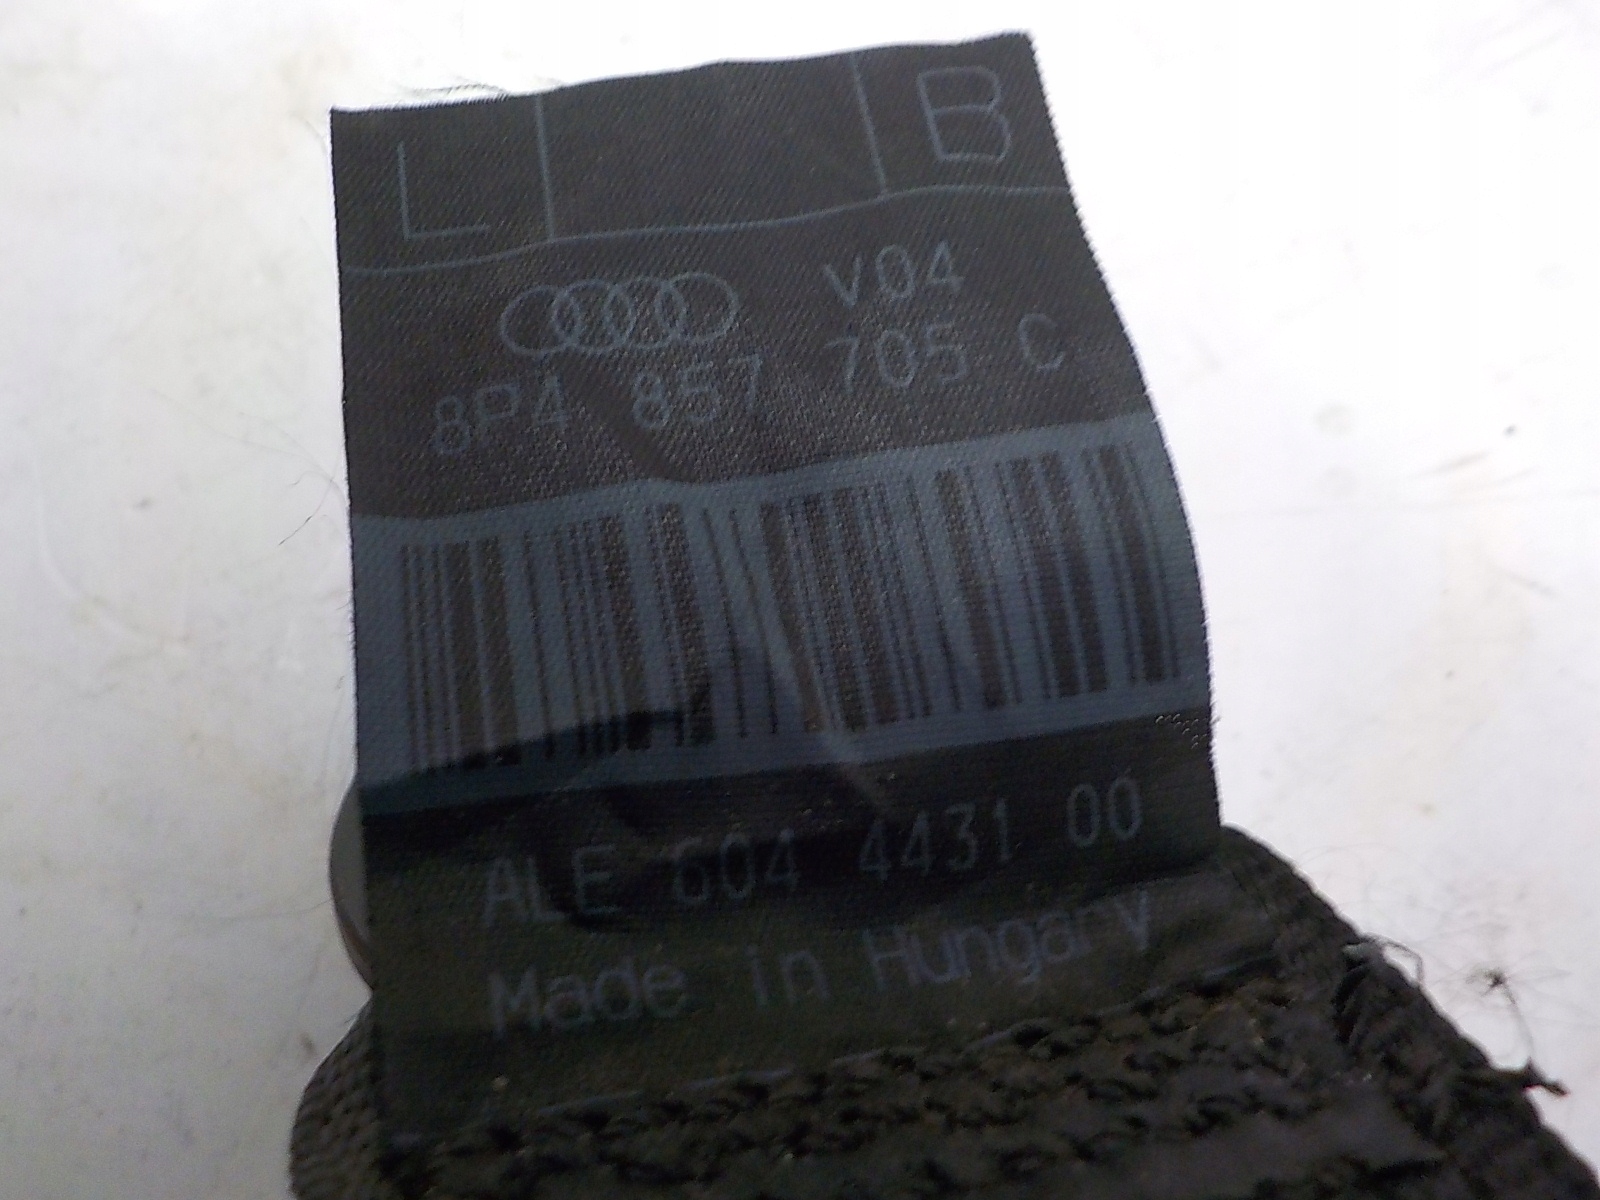 L B
V04
8P4 857 705 C
ALE 604 4431 00
Made in Hungary